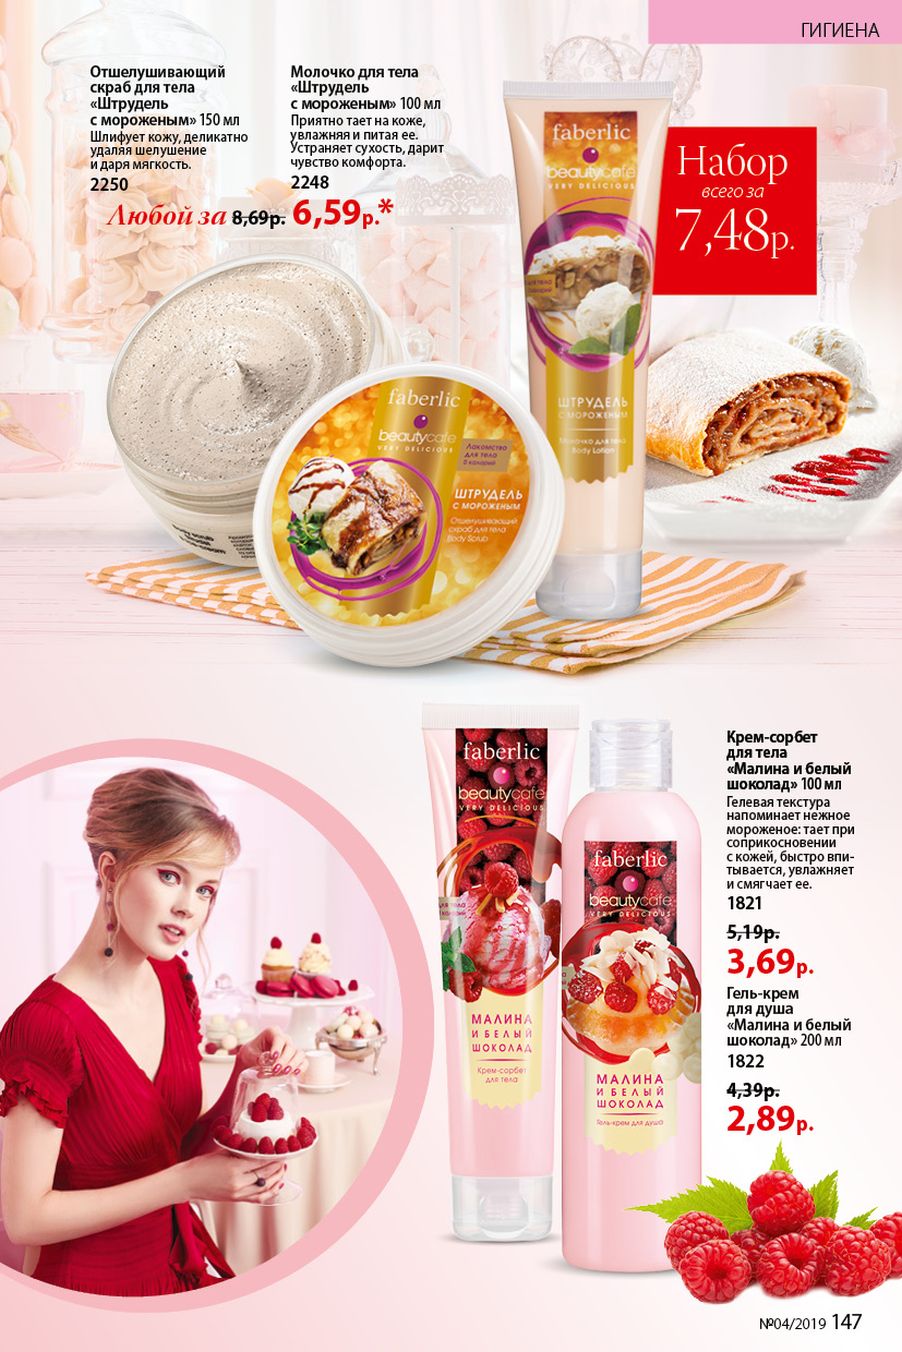 ГИГИЕНА
Отшелушивающий
скраб для тела
«Штрудель
с мороженым» 150 мл
Шлифует кожу, деликатно
удаляя шелушение
и даря мягкость.
2250
Молочко для тела
«Штрудель
с мороженым» 100 мл
Приятно тает на коже,
увлажняя и питая ее.
Устраняет сухость, дарит
чувство комфорта.
2248
Любой за 8,69р. 6,59р.*
Набор
всего за
7,48р.
faberlic
beautycafe
VERY DELICIOUS
ШТРУДЕЛЬ
С МОРОЖЕНЫМ
Молочко для тела
Body Lotion
faberlic
beautycafe
VERY DELICIOUS
Лакомство
для тела
0 калорий
ШТРУДЕЛЬ
С МОРОЖЕНЫМ
Отшелушивающий
скраб для тела
Body Scrub
faberlic
beautycafe
VERY DELICIOUS
МАЛИНА
И БЕЛЫЙ
ШОКОЛАД
Крем-сорбет
для тела
faberlic
beautycafe
VERY DELICIOUS
МАЛИНА
И БЕЛЫЙ
ШОКОЛАД
Гель-крем для душа
Крем-сорбет
для тела
«Малина и белый
шоколад» 100 мл
Гелевая текстура
напоминает нежное
мороженое: тает при
соприкосновении
с кожей, быстро впи-
тывается, увлажняет
и смягчает ее.
1821
5,19р.
3,69р.
Гель-крем
для душа
«Малина и белый
шоколад» 200 мл
1822
4,39р.
2,89р.
№04/2019 147